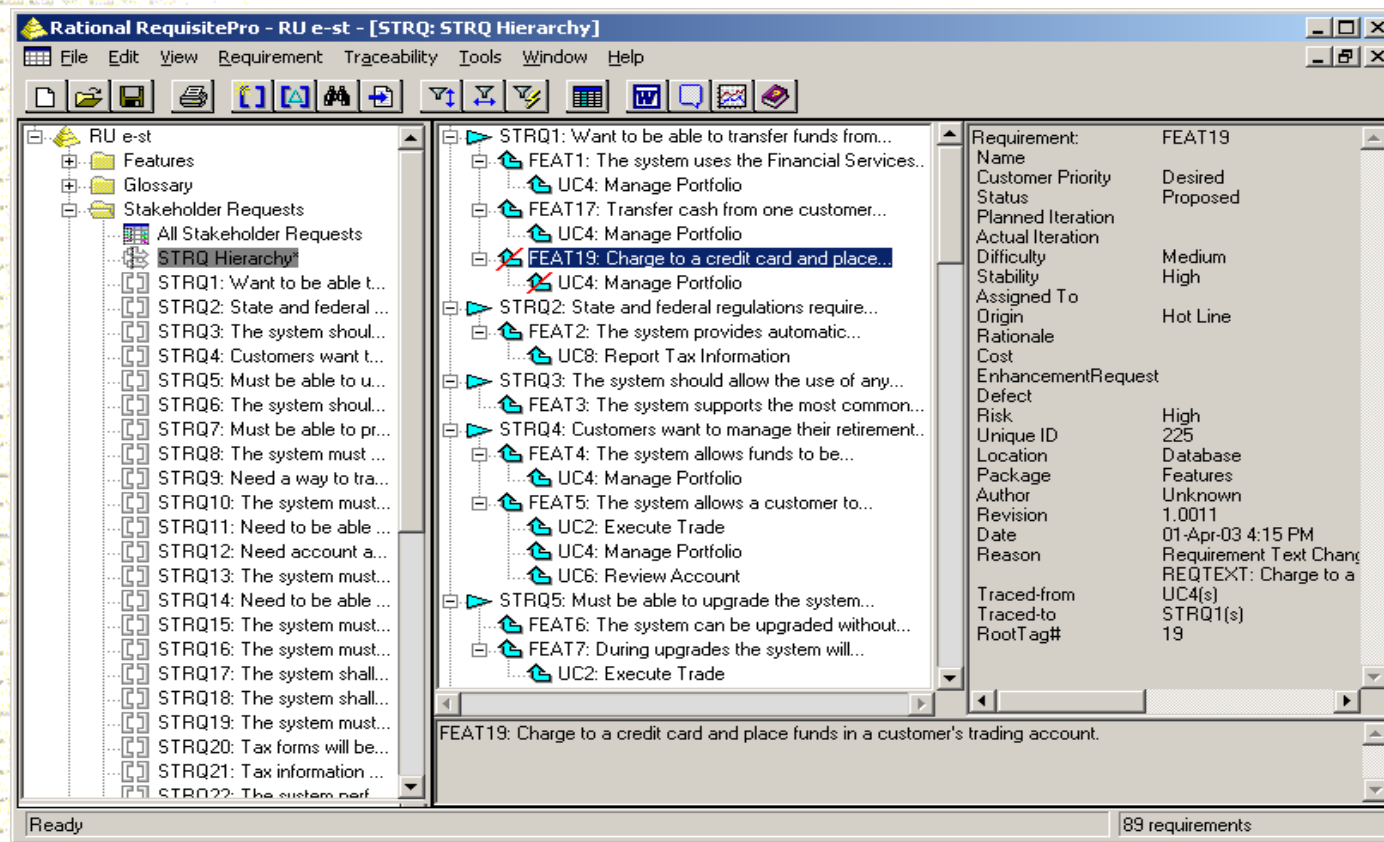 Rational RequisitePro - RU e-st - [STRQ: STRQ Hierarchy]
File Edit View Requirement Traceability Tools Window Help
RU e-st
Features
Glossary
Stakeholder Requests
All Stakeholder Requests
STRQ Hierarchy*
STRQ1: Want to be able t...
STRQ2: State and federal ...
STRQ3: The system shoul...
STRQ4: Customers want t...
STRQ5: Must be able to u...
STRQ6: The system shoul...
STRQ7: Must be able to pr...
STRQ8: The system must ...
STRQ9: Need a way to tra...
STRQ10: The system must...
STRQ11: Need to be able ...
STRQ12: Need account a...
STRQ13: The system must...
STRQ14: Need to be able ...
STRQ15: The system must...
STRQ16: The system must...
STRQ17: The system shall...
STRQ18: The system shall...
STRQ19: The system must...
STRQ20: Tax forms will be...
STRQ21: Tax information ...
STRQ22: The system perf
STRQ1: Want to be able to transfer funds from...
FEAT1: The system uses the Financial Services..
UC4: Manage Portfolio
FEAT17: Transfer cash from one customer...
UC4: Manage Portfolio
FEAT19: Charge to a credit card and place...
UC4: Manage Portfolio
STRQ2: State and federal regulations require...
FEAT2: The system provides automatic...
UC8: Report Tax Information
STRQ3: The system should allow the use of any...
FEAT3: The system supports the most common...
STRQ4: Customers want to manage their retirement..
FEAT4: The system allows funds to be...
UC4: Manage Portfolio
FEAT5: The system allows a customer to...
UC2: Execute Trade
UC4: Manage Portfolio
UC6: Review Account
STRQ5: Must be able to upgrade the system...
FEAT6: The system can be upgraded without...
FEAT7: During upgrades the system will...
UC2: Execute Trade
Requirement: FEAT19
Name
Customer Priority Desired
Status Proposed
Planned Iteration
Actual Iteration
Difficulty Medium
Stability High
Assigned To
Origin Hot Line
Rationale
Cost
EnhancementRequest
Defect
Risk High
Unique ID 225
Location Database
Package Features
Author Unknown
Revision 1.0011
Date 01-Apr-03 4:15 PM
Reason Requirement Text Chang
REQTEXT: Charge to a
Traced-from UC4(s)
Traced-to STRQ1(s)
RootTag# 19
FEAT19: Charge to a credit card and place funds in a customer's trading account.
Ready
89 requirements